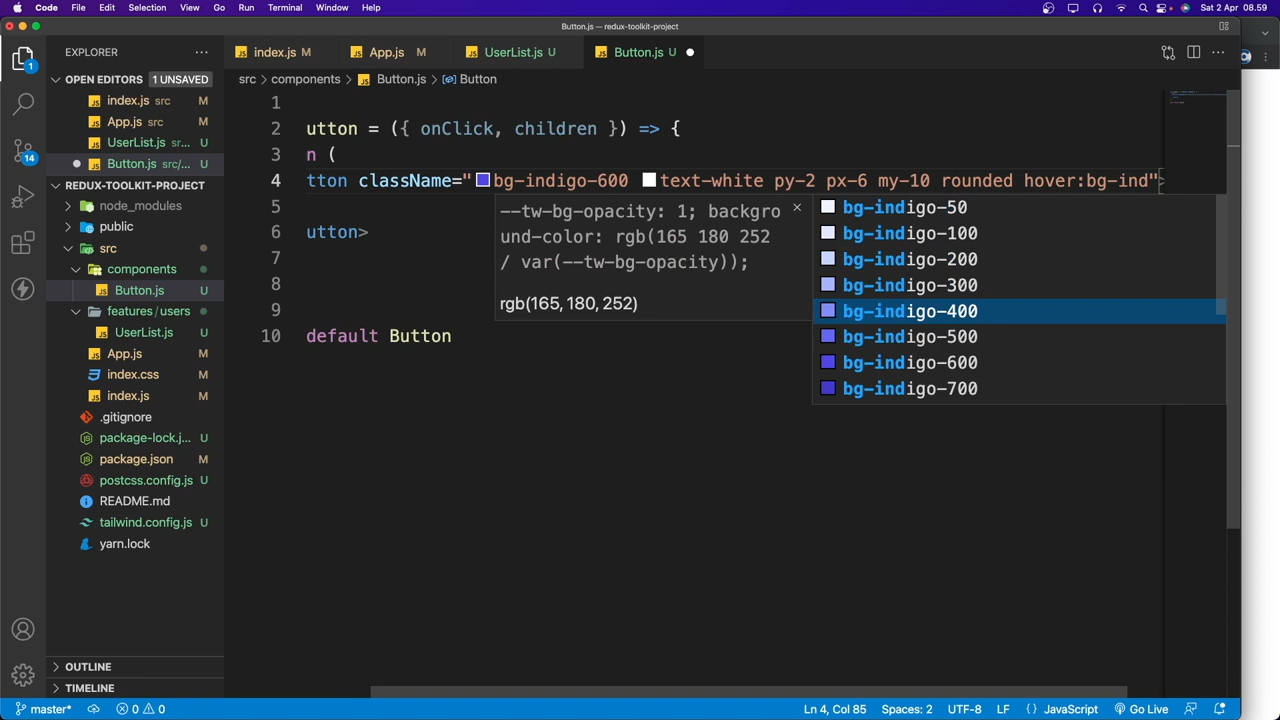 Code File Edit Selection View Go Run Terminal Window Help Sat 2 Apr 08.59
Button.js — redux-toolkit-project
EXPLORER ...
index.js M App.js M UserList.js U Button.js U
OPEN EDITORS 1 UNSAVED
src > components > Button.js > Button
index.js src M
App.js src M
UserList.js sr... U
Button.js src/... U
REDUX-TOOLKIT-PROJECT
node_modules
public
src
components
Button.js U
features/users
UserList.js U
App.js M
index.css M
index.js M
.gitignore
package-lock.j... U
package.json M
postcss.config.js U
README.md
tailwind.config.js U
yarn.lock
OUTLINE
TIMELINE
1
14
1
2 utton = ({ onClick, children }) => {
3 n (
4 tton className="bg-indigo-600 text-white py-2 px-6 my-10 rounded hover:bg-ind">
5
6 utton>
7
8
9
10 default Button
--tw-bg-opacity: 1; backgro
und-color: rgb(165 180 252
/ var(--tw-bg-opacity));
rgb(165, 180, 252)
bg-indigo-50
bg-indigo-100
bg-indigo-200
bg-indigo-300
bg-indigo-400
bg-indigo-500
bg-indigo-600
bg-indigo-700
master* 0 0 Ln 4, Col 85 Spaces: 2 UTF-8 LF {} JavaScript Go Live